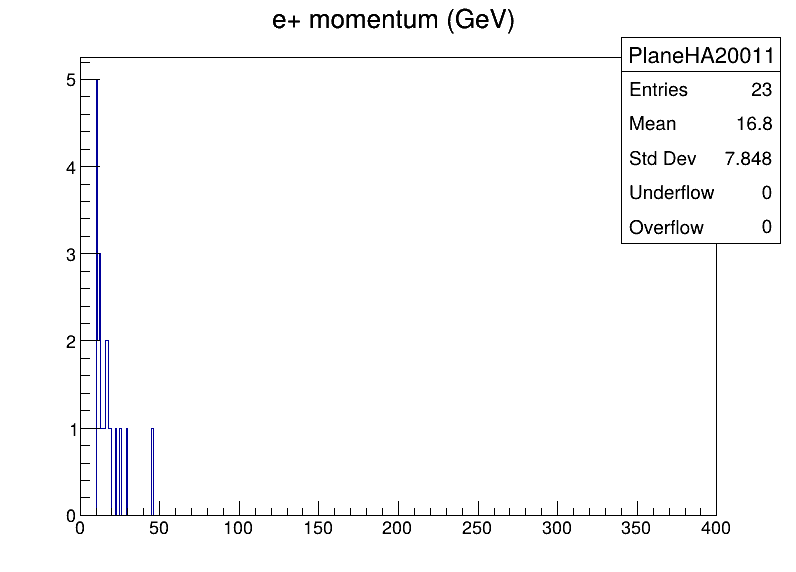 e+ momentum (GeV)
PlaneHA20011
Entries 23
Mean 16.8
Std Dev 7.848
Underflow 0
Overflow 0
5
4
3
2
1
0
0 50 100 150 200 250 300 350 400